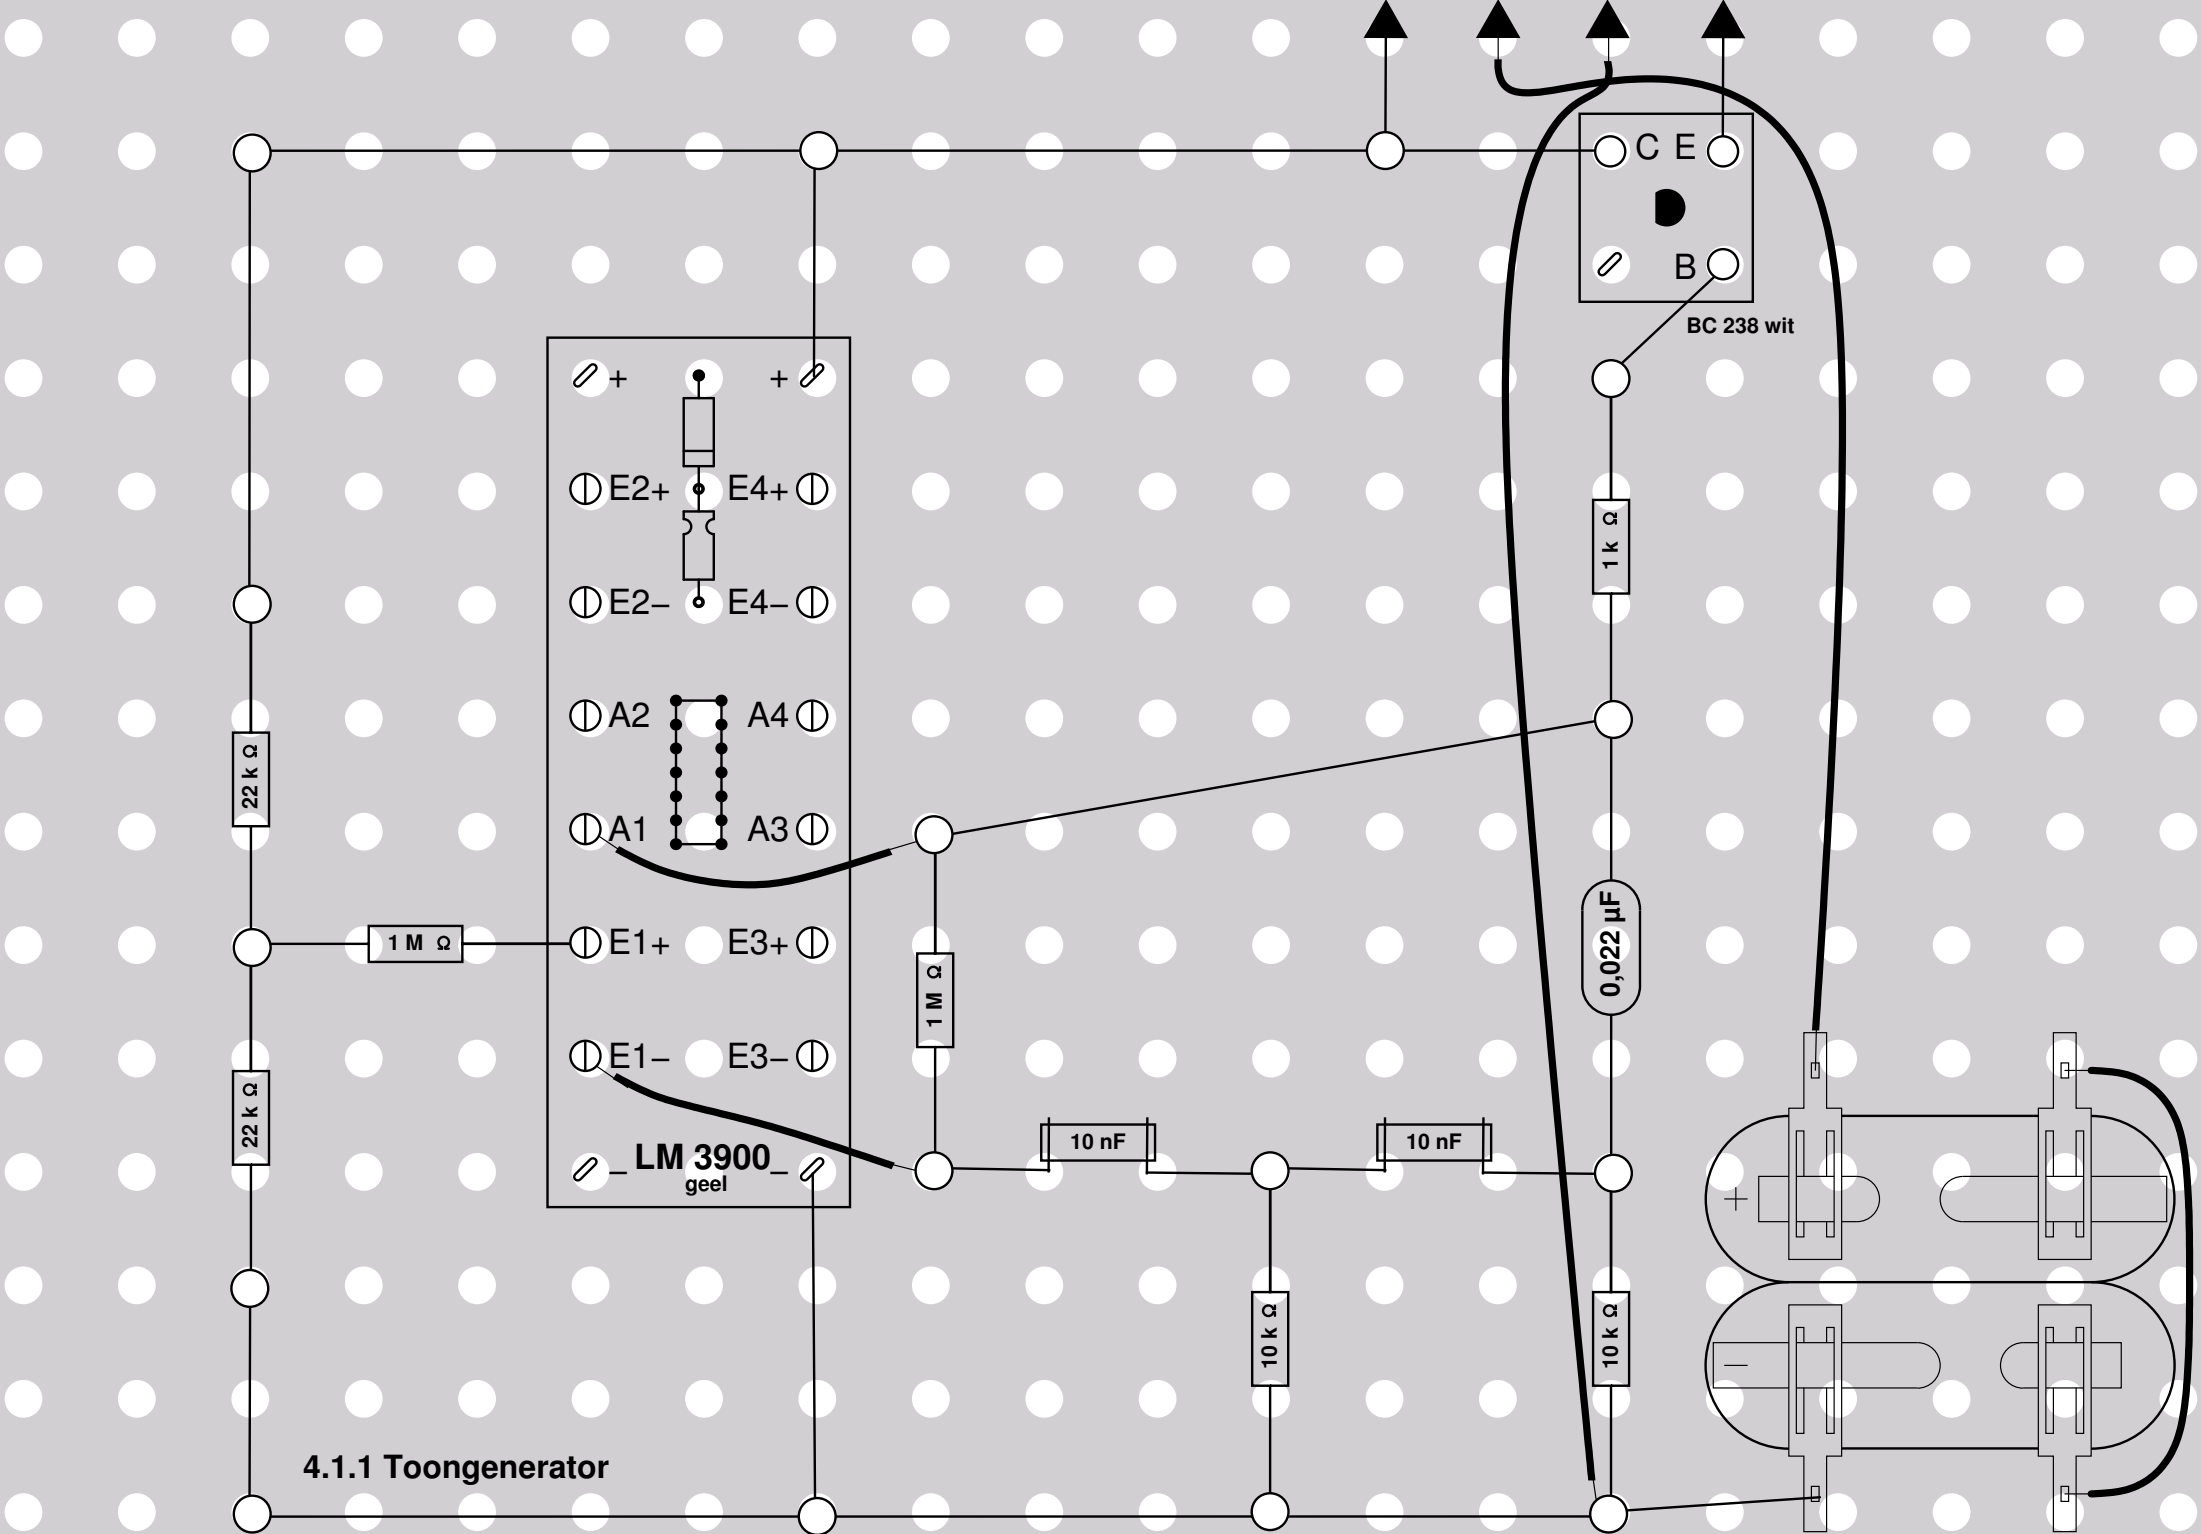 C E
B
BC 238 wit
+ +
E2+ E4+
1 k Ω
E2– E4–
A2 A4
22 k Ω
A1 A3
1 M Ω
E1+ E3+
0,022 µF
1 M Ω
E1– E3–
22 k Ω
10 nF
10 nF
– LM 3900 –
geel
+
10 k Ω
10 k Ω
–
4.1.1 Toongenerator